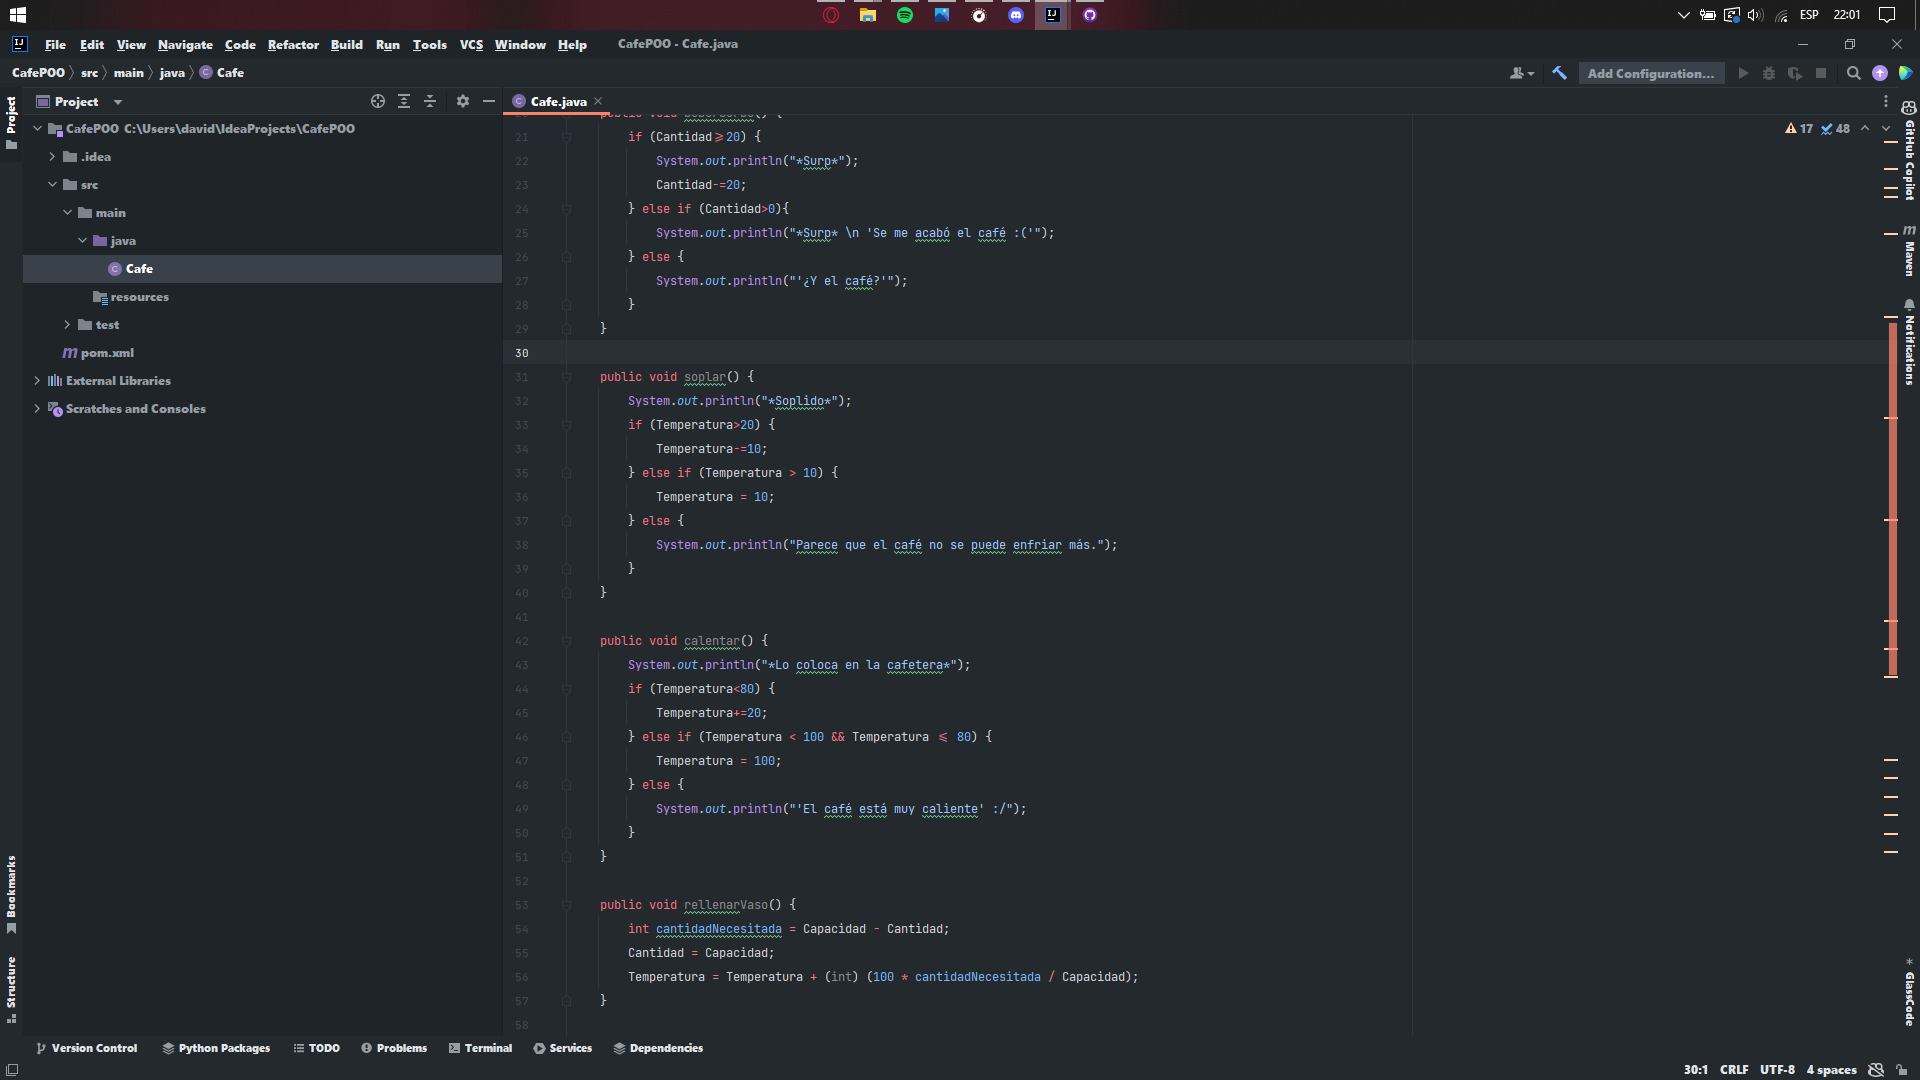 ESP 22:01
File Edit View Navigate Code Refactor Build Run Tools VCS Window Help CafePOO - Cafe.java
CafePOO src main java Cafe Add Configuration...
Project
Project
Cafe.java
CafePOO C:\Users\david\IdeaProjects\CafePOO
.idea
src
main
java
Cafe
resources
test
pom.xml
External Libraries
Scratches and Consoles
17 48
21 if (Cantidad>=20) {
22 System.out.println("*Surp*");
23 Cantidad-=20;
24 } else if (Cantidad>0){
25 System.out.println("*Surp* \n 'Se me acabó el café :('");
26 } else {
27 System.out.println("'¿Y el café?'");
28 }
29 }
30
31 public void soplar() {
32 System.out.println("*Soplido*");
33 if (Temperatura>20) {
34 Temperatura-=10;
35 } else if (Temperatura > 10) {
36 Temperatura = 10;
37 } else {
38 System.out.println("Parece que el café no se puede enfriar más.");
39 }
40 }
41
42 public void calentar() {
43 System.out.println("*Lo coloca en la cafetera*");
44 if (Temperatura<80) {
45 Temperatura+=20;
46 } else if (Temperatura < 100 && Temperatura <= 80) {
47 Temperatura = 100;
48 } else {
49 System.out.println("'El café está muy caliente' :/");
50 }
51 }
52
53 public void rellenarVaso() {
54 int cantidadNecesitada = Capacidad - Cantidad;
55 Cantidad = Capacidad;
56 Temperatura = Temperatura + (int) (100 * cantidadNecesitada / Capacidad);
57 }
58
GitHub Copilot
Maven
Notifications
GlassCode
Bookmarks
Structure
Version Control Python Packages TODO Problems Terminal Services Dependencies
30:1 CRLF UTF-8 4 spaces